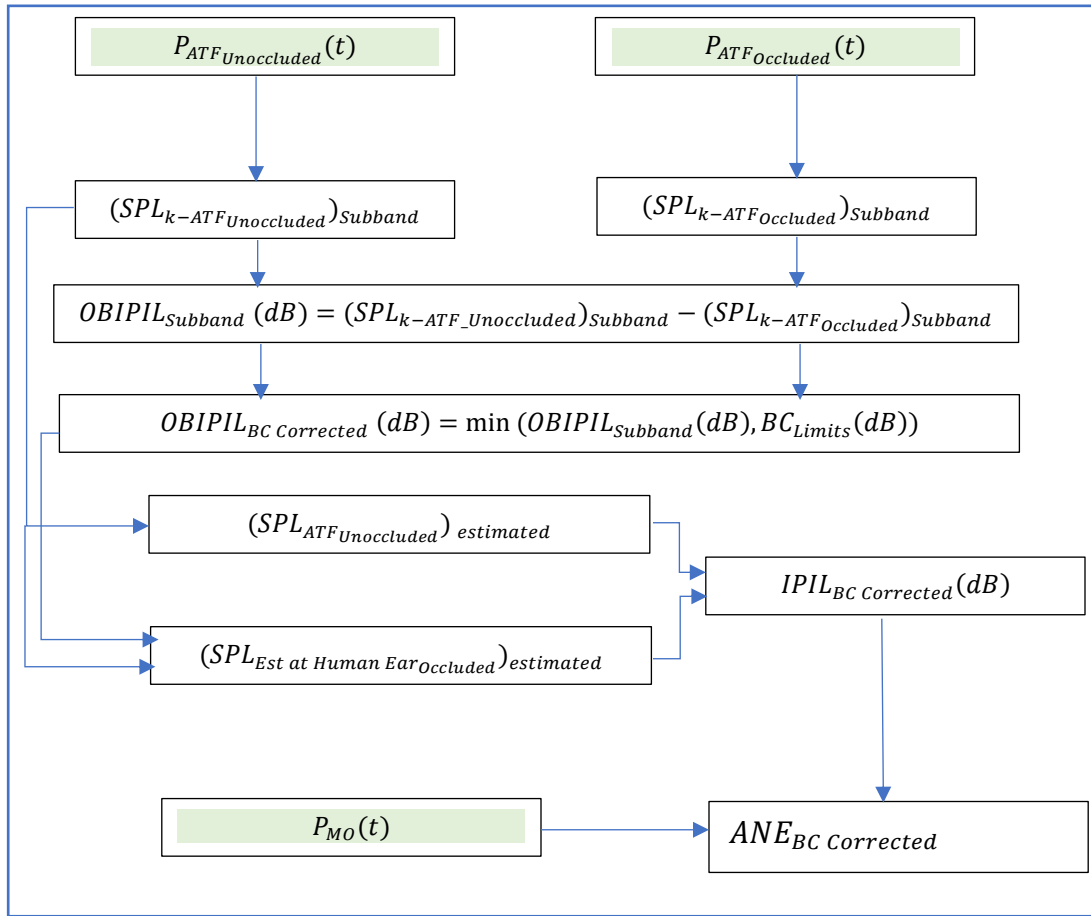 P_{ATF_{Unoccluded}}(t)
P_{ATF_{Occluded}}(t)
(SPL_{k−ATF_{Unoccluded}})_{Subband}
(SPL_{k−ATF_{Occluded}})_{Subband}
OBIPIL_{Subband} (dB) = (SPL_{k−ATF\_Unoccluded})_{Subband} − (SPL_{k−ATF_{Occluded}})_{Subband}
OBIPIL_{BC Corrected} (dB) = min (OBIPIL_{Subband}(dB), BC_{Limits}(dB))
(SPL_{ATF_{Unoccluded}})_{estimated}
IPIL_{BC Corrected}(dB)
(SPL_{Est at Human Ear_{Occluded}})_{estimated}
P_{MO}(t)
ANE_{BC Corrected}